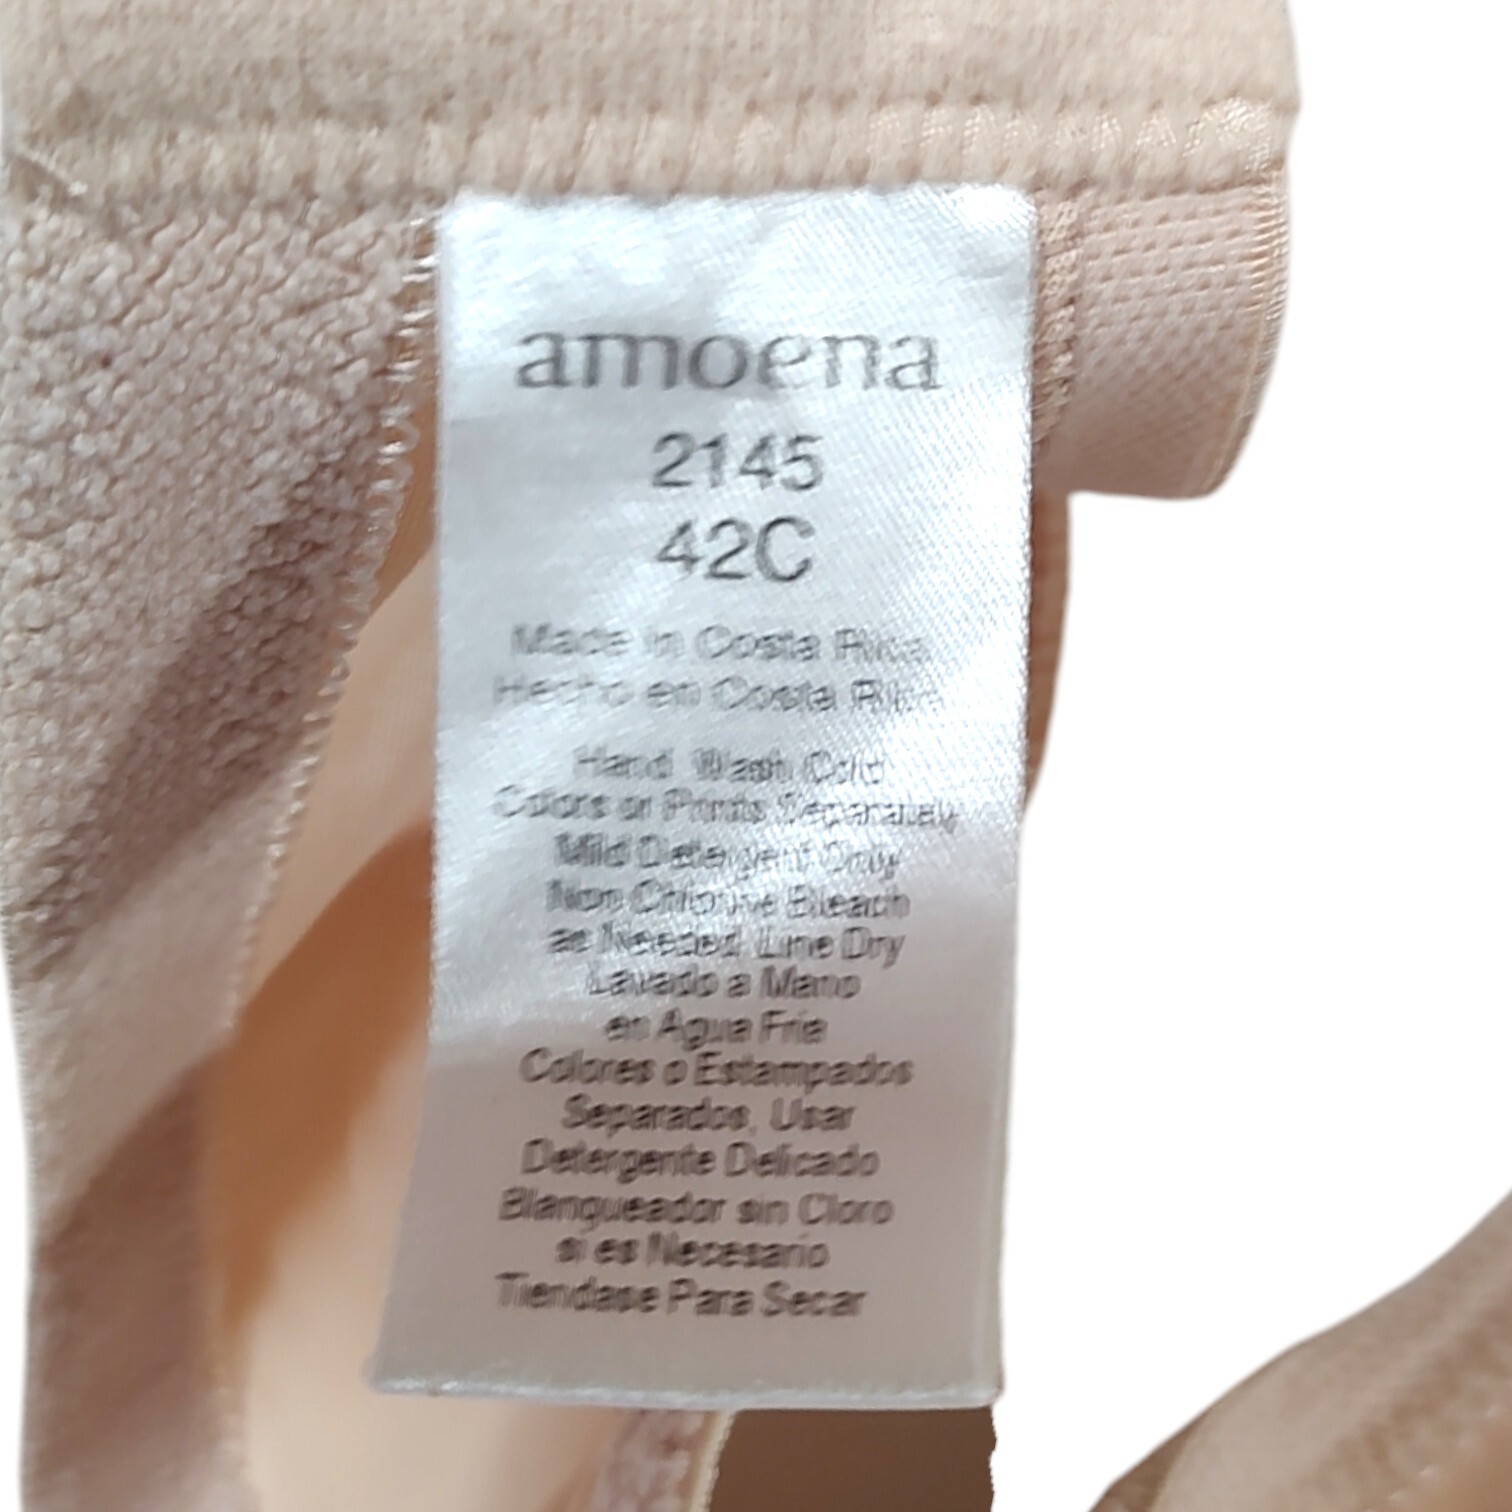 amoena
2145
42C
Made in Costa Rica
Hecho en Costa Rica
Hand Wash Cold
Colors or Prints Separately
Mild Detergent Only
Non Chlorine Bleach
as Needed Line Dry
Lavado a Mano
en Agua Fria
Colores o Estampados
Separados, Usar
Detergente Delicado
Blanqueador sin Cloro
si es Necesario
Tiendase Para Secar